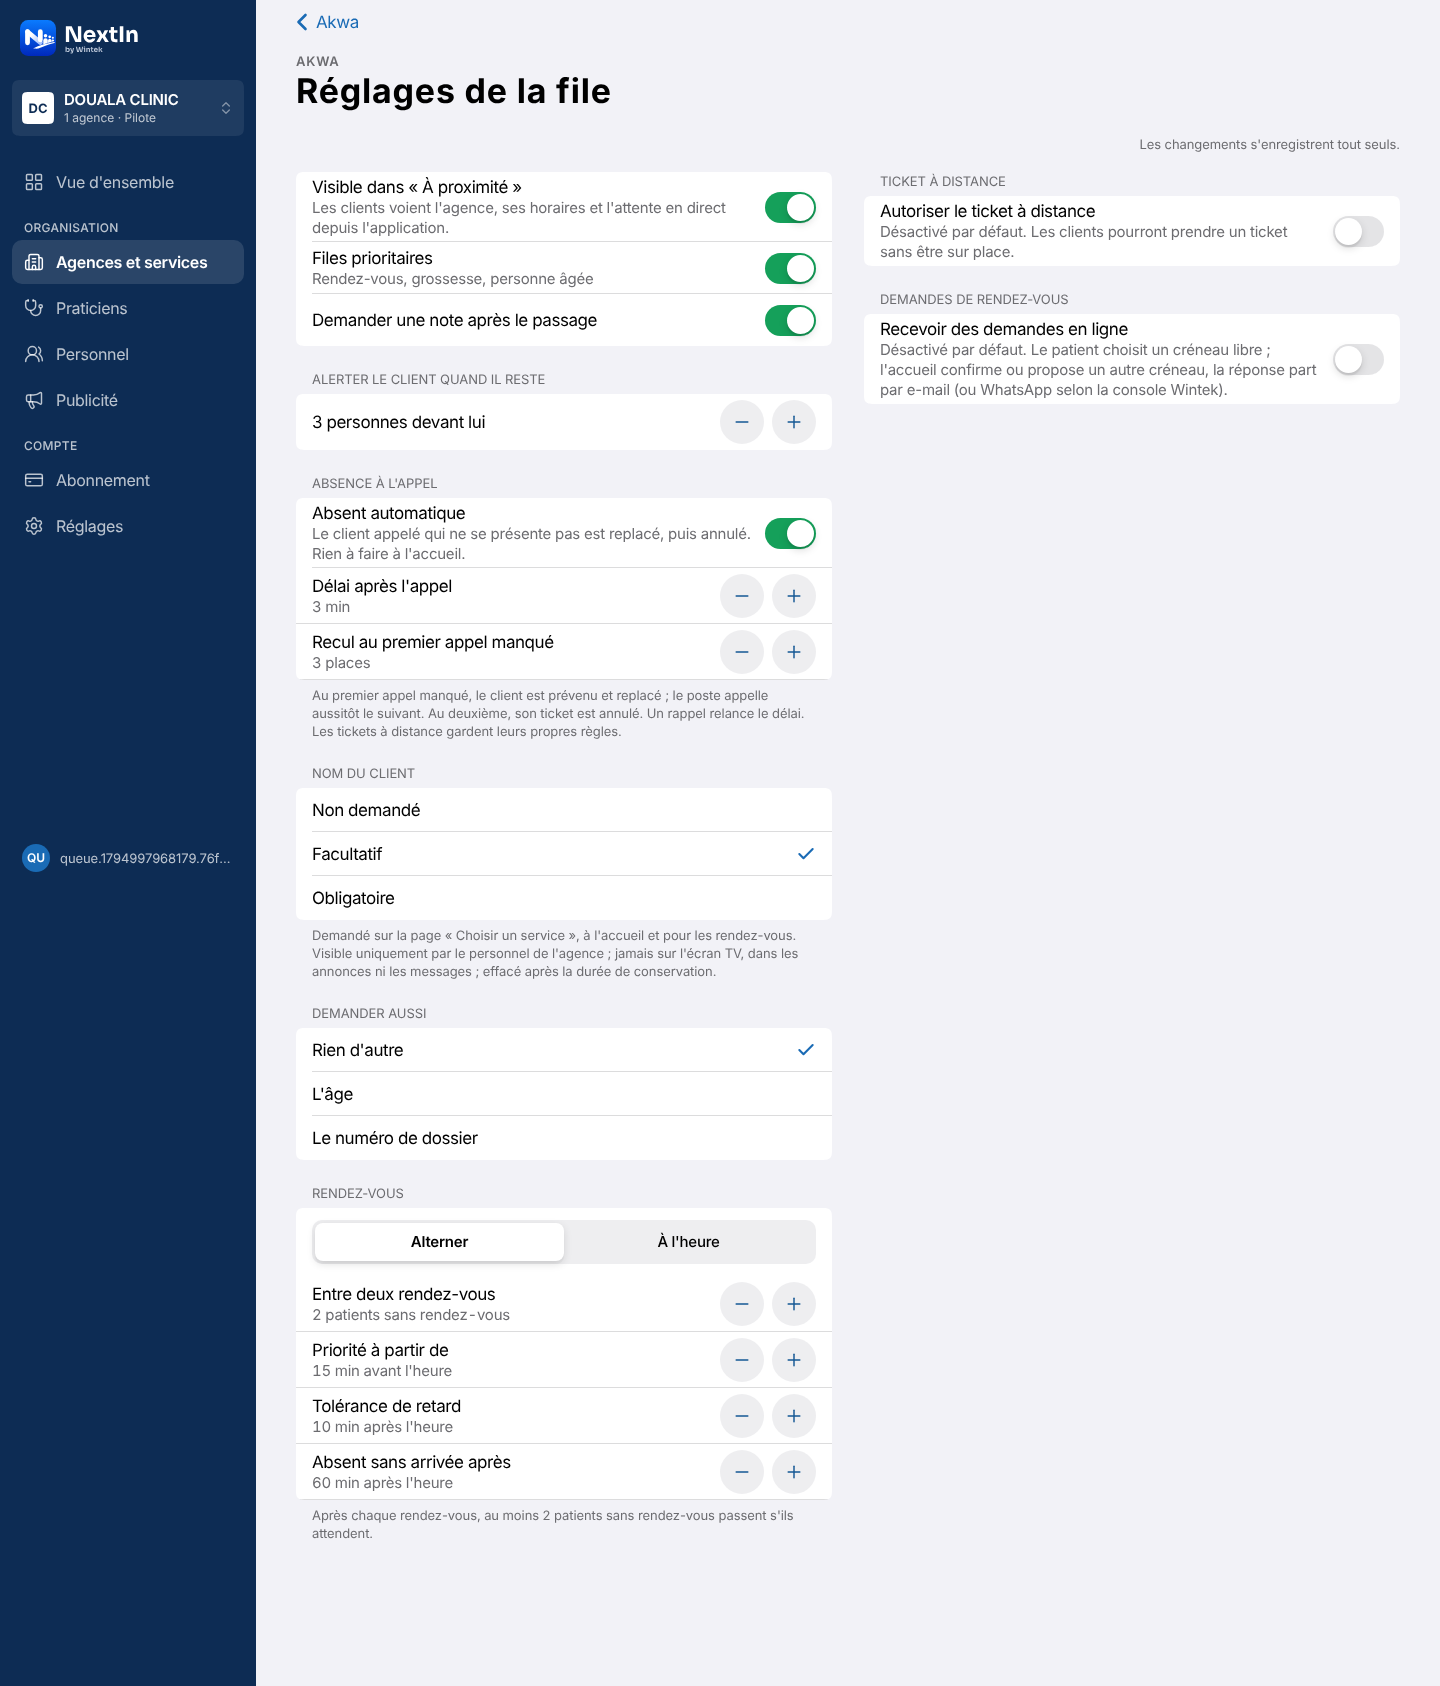 NextIn
by Wintek
DC
DOUALA CLINIC
1 agence · Pilote
Vue d'ensemble
ORGANISATION
Agences et services
Praticiens
Personnel
Publicité
COMPTE
Abonnement
Réglages
QU
queue.1794997968179.76f...
Akwa
AKWA
Réglages de la file
Les changements s'enregistrent tout seuls.
Visible dans « À proximité »
Les clients voient l'agence, ses horaires et l'attente en direct
depuis l'application.
Files prioritaires
Rendez-vous, grossesse, personne âgée
Demander une note après le passage
ALERTER LE CLIENT QUAND IL RESTE
3 personnes devant lui
ABSENCE À L'APPEL
Absent automatique
Le client appelé qui ne se présente pas est replacé, puis annulé.
Rien à faire à l'accueil.
Délai après l'appel
3 min
Recul au premier appel manqué
3 places
Au premier appel manqué, le client est prévenu et replacé ; le poste appelle
aussitôt le suivant. Au deuxième, son ticket est annulé. Un rappel relance le délai.
Les tickets à distance gardent leurs propres règles.
NOM DU CLIENT
Non demandé
Facultatif
Obligatoire
Demandé sur la page « Choisir un service », à l'accueil et pour les rendez-vous.
Visible uniquement par le personnel de l'agence ; jamais sur l'écran TV, dans les
annonces ni les messages ; effacé après la durée de conservation.
DEMANDER AUSSI
Rien d'autre
L'âge
Le numéro de dossier
RENDEZ-VOUS
Alterner
À l'heure
Entre deux rendez-vous
2 patients sans rendez-vous
Priorité à partir de
15 min avant l'heure
Tolérance de retard
10 min après l'heure
Absent sans arrivée après
60 min après l'heure
Après chaque rendez-vous, au moins 2 patients sans rendez-vous passent s'ils
attendent.
TICKET À DISTANCE
Autoriser le ticket à distance
Désactivé par défaut. Les clients pourront prendre un ticket
sans être sur place.
DEMANDES DE RENDEZ-VOUS
Recevoir des demandes en ligne
Désactivé par défaut. Le patient choisit un créneau libre ;
l'accueil confirme ou propose un autre créneau, la réponse part
par e-mail (ou WhatsApp selon la console Wintek).